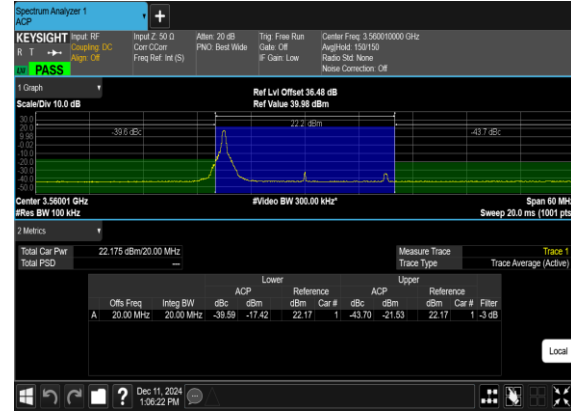 Spectrum Analyzer 1
ACP
KEYSIGHT Input: RF Input Z: 50 Ω Atten: 20 dB Trig: Free Run Center Freq: 3.560010000 GHz
R T Coupling: DC Corr CCorr PNO: Best Wide Gate: Off Avg|Hold: 150/150
Align: Off Freq Ref: Int (S) IF Gain: Low Radio Std: None
PASS Noise Correction: Off
1 Graph Ref Lvl Offset 36.48 dB
Scale/Div 10.0 dB Ref Value 39.98 dBm
30.0
20.0 22.2 dBm
9.98 -39.6 dBc -43.7 dBc
-0.02
-10.0
-20.0
-30.0
-40.0
-50.0
Center 3.56001 GHz #Video BW 300.00 kHz* Span 60 MHz
#Res BW 100 kHz Sweep 20.0 ms (1001 pts
2 Metrics
Total Car Pwr 22.175 dBm/20.00 MHz Measure Trace Trace 1
Total PSD --- Trace Type Trace Average (Active)
Lower Upper
ACP Reference ACP Reference
Offs Freq Integ BW dBc dBm dBm Car # dBc dBm dBm Car # Filter
A 20.00 MHz 20.00 MHz -39.59 -17.42 22.17 1 -43.70 -21.53 22.17 1 -3 dB
Local
? Dec 11, 2024
1:06:22 PM